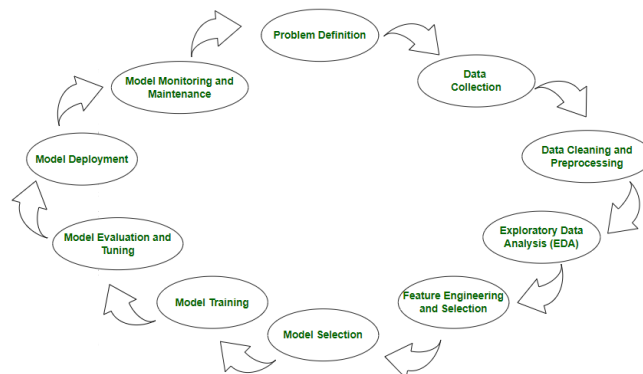 Problem Definition
Data
Collection
Data Cleaning and
Preprocessing
Exploratory Data
Analysis (EDA)
Feature Engineering
and Selection
Model Selection
Model Training
Model Evaluation and
Tuning
Model Deployment
Model Monitoring and
Maintenance